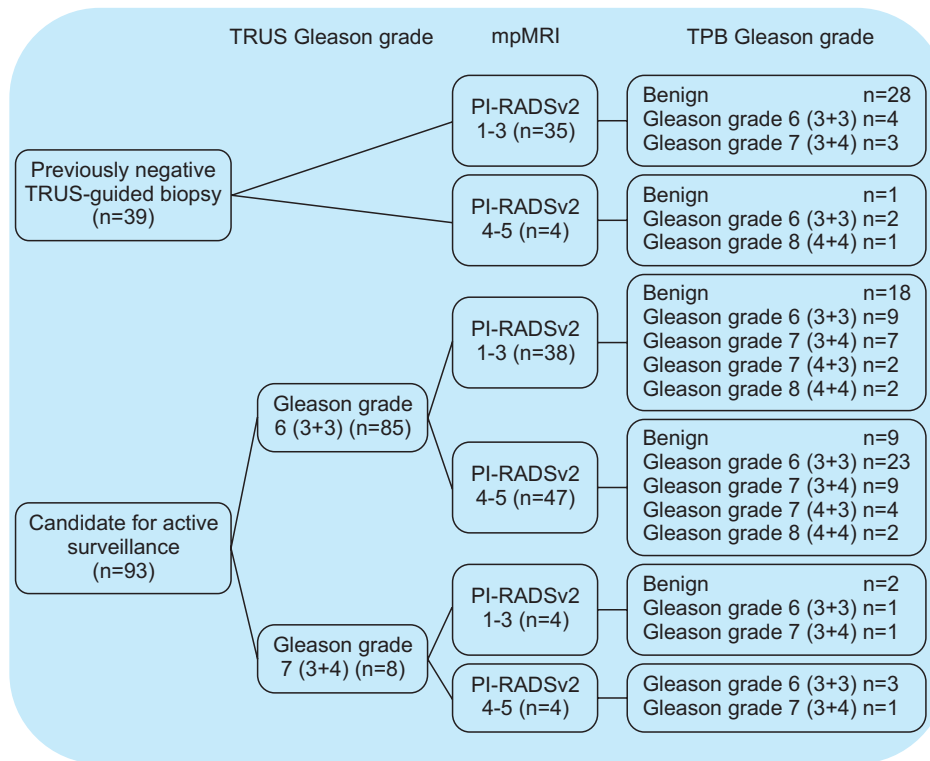 TRUS Gleason grade
mpMRI
TPB Gleason grade
Previously negative
TRUS-guided biopsy
(n=39)
PI-RADSv2
1-3 (n=35)
Benign n=28
Gleason grade 6 (3+3) n=4
Gleason grade 7 (3+4) n=3
PI-RADSv2
4-5 (n=4)
Benign n=1
Gleason grade 6 (3+3) n=2
Gleason grade 8 (4+4) n=1
Candidate for active
surveillance
(n=93)
Gleason grade
6 (3+3) (n=85)
PI-RADSv2
1-3 (n=38)
Benign n=18
Gleason grade 6 (3+3) n=9
Gleason grade 7 (3+4) n=7
Gleason grade 7 (4+3) n=2
Gleason grade 8 (4+4) n=2
PI-RADSv2
4-5 (n=47)
Benign n=9
Gleason grade 6 (3+3) n=23
Gleason grade 7 (3+4) n=9
Gleason grade 7 (4+3) n=4
Gleason grade 8 (4+4) n=2
Gleason grade
7 (3+4) (n=8)
PI-RADSv2
1-3 (n=4)
Benign n=2
Gleason grade 6 (3+3) n=1
Gleason grade 7 (3+4) n=1
PI-RADSv2
4-5 (n=4)
Gleason grade 6 (3+3) n=3
Gleason grade 7 (3+4) n=1